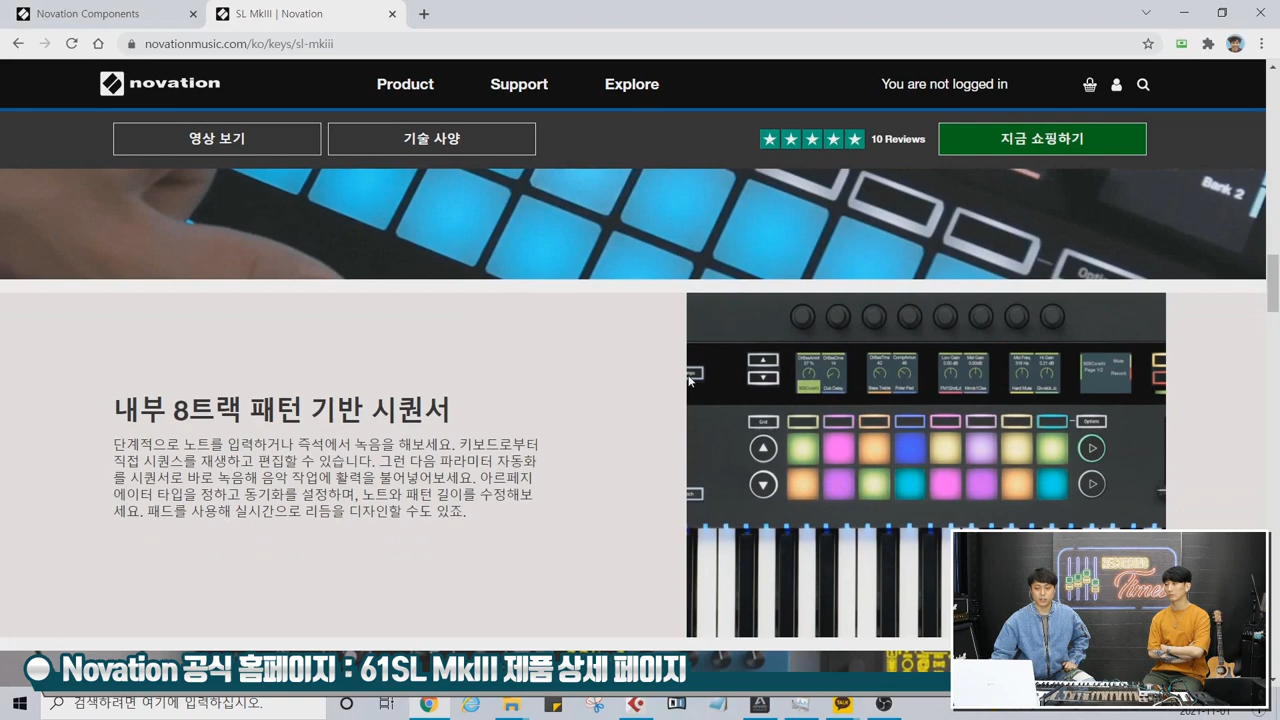 Novation Components
SL MkIII | Novation
novationmusic.com/ko/keys/sl-mkiii
novation
Product
Support
Explore
You are not logged in
영상 보기
기술 사양
10 Reviews
지금 쇼핑하기
Bank 2
Options
내부 8트랙 패턴 기반 시퀀서
단계적으로 노트를 입력하거나 즉석에서 녹음을 해보세요. 키보드로부터
직접 시퀀스를 재생하고 편집할 수 있습니다. 그런 다음 파라미터 자동화
를 시퀀서로 바로 녹음해 음악 작업에 활력을 불어넣어보세요. 아르페지
에이터 타입을 정하고 동기화를 설정하며, 노트와 패턴 길이를 수정해보
세요. 패드를 사용해 실시간으로 리듬을 디자인할 수도 있죠.
Grid
Options
RECORDING
Times
Novation 공식 홈페이지 : 61SL MkIII 제품 상세 페이지
검색하려면 여기에 입력하십시오.
TALK
2021-11-01